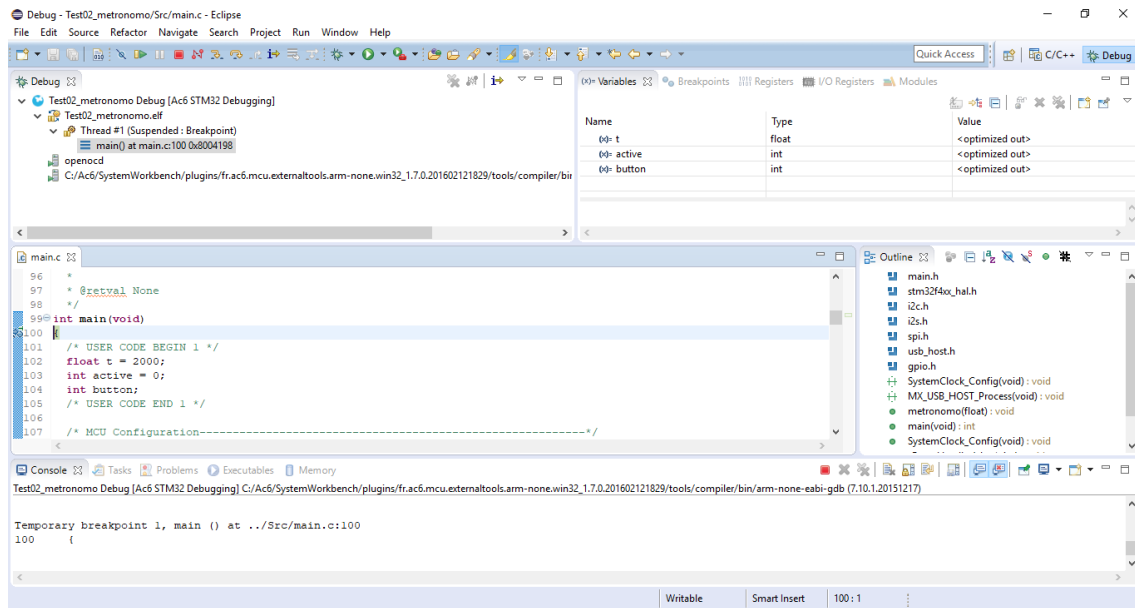 Debug - Test02_metronomo/Src/main.c - Eclipse
File Edit Source Refactor Navigate Search Project Run Window Help
Quick Access
C/C++
Debug
Debug
Test02_metronomo Debug [Ac6 STM32 Debugging]
Test02_metronomo.elf
Thread #1 (Suspended : Breakpoint)
main() at main.c:100 0x8004198
openocd
C:/Ac6/SystemWorkbench/plugins/fr.ac6.mcu.externaltools.arm-none.win32_1.7.0.201602121829/tools/compiler/bin
(x)= Variables Breakpoints Registers I/O Registers Modules
Name Type Value
(x)= t float <optimized out>
(x)= active int <optimized out>
(x)= button int <optimized out>
main.c
96 *
97 * @retval None
98 */
99 int main(void)
100 {
101 /* USER CODE BEGIN 1 */
102 float t = 2000;
103 int active = 0;
104 int button;
105 /* USER CODE END 1 */
106
107 /* MCU Configuration----------------------------------------------------------*/
Outline
main.h
stm32f4xx_hal.h
i2c.h
i2s.h
spi.h
usb_host.h
gpio.h
SystemClock_Config(void) : void
MX_USB_HOST_Process(void) : void
metronomo(float) : void
main(void) : int
SystemClock_Config(void) : void
Console Tasks Problems Executables Memory
Test02_metronomo Debug [Ac6 STM32 Debugging] C:/Ac6/SystemWorkbench/plugins/fr.ac6.mcu.externaltools.arm-none.win32_1.7.0.201602121829/tools/compiler/bin/arm-none-eabi-gdb (7.10.1.20151217)
Temporary breakpoint 1, main () at ../Src/main.c:100
100 {
Writable Smart Insert 100 : 1